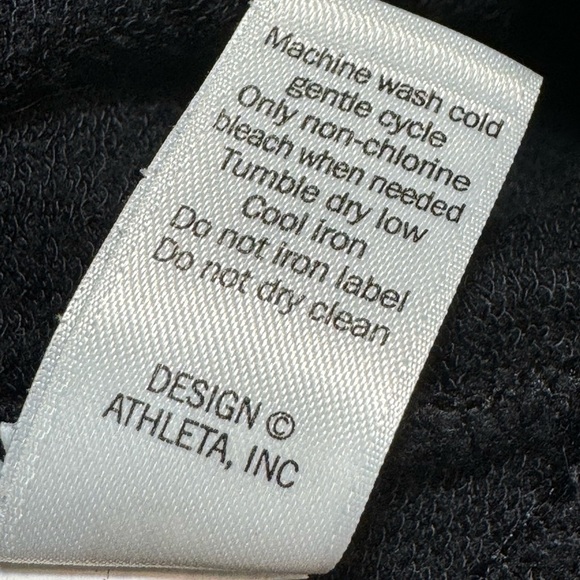 Machine wash cold
gentle cycle
Only non-chlorine
bleach when needed
Tumble dry low
Cool iron
Do not iron label
Do not dry clean
DESIGN ©
ATHLETA, INC